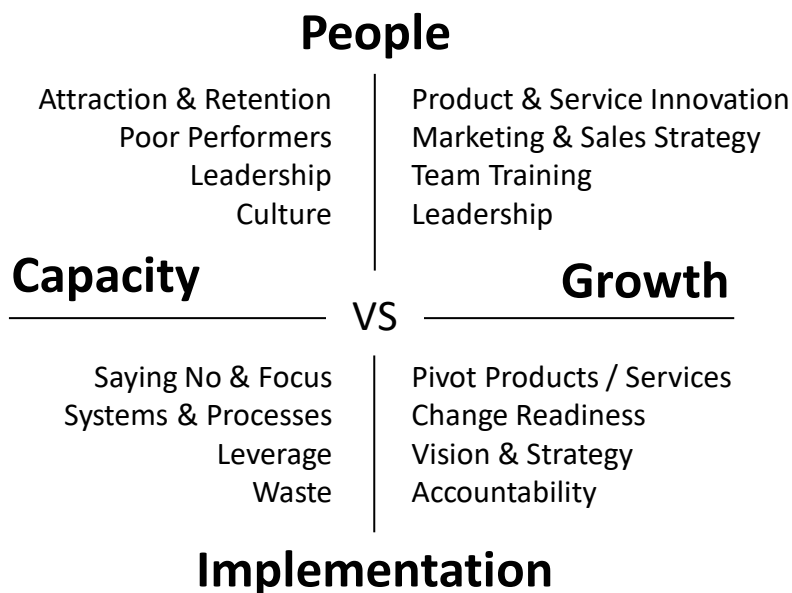 People
Attraction & Retention
Poor Performers
Leadership
Culture
Product & Service Innovation
Marketing & Sales Strategy
Team Training
Leadership
Capacity
VS
Growth
Saying No & Focus
Systems & Processes
Leverage
Waste
Pivot Products / Services
Change Readiness
Vision & Strategy
Accountability
Implementation